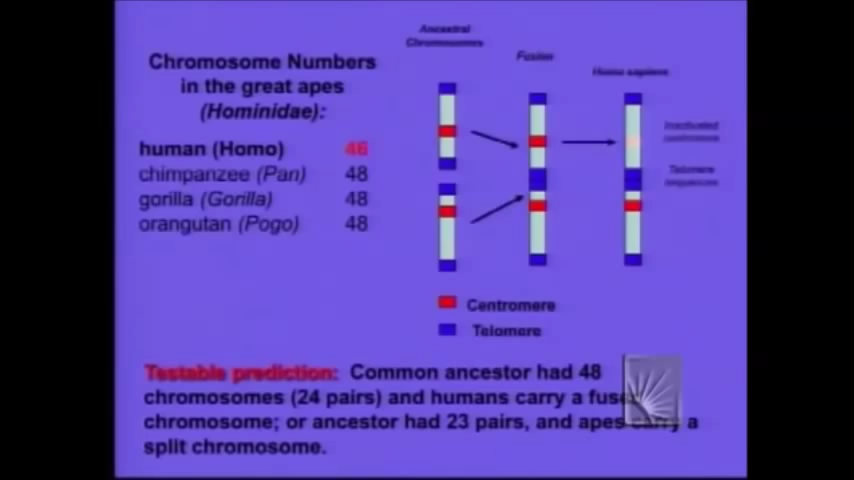 Chromosome Numbers
in the great apes
(Hominidae):
human (Homo) 46
chimpanzee (Pan) 48
gorilla (Gorilla) 48
orangutan (Pogo) 48
Ancestral
Chromosomes
Fusion
Homo sapiens
Inactivated
centromere
Telomere
sequences
Centromere
Telomere
Testable prediction: Common ancestor had 48
chromosomes (24 pairs) and humans carry a fused
chromosome; or ancestor had 23 pairs, and apes carry a
split chromosome.